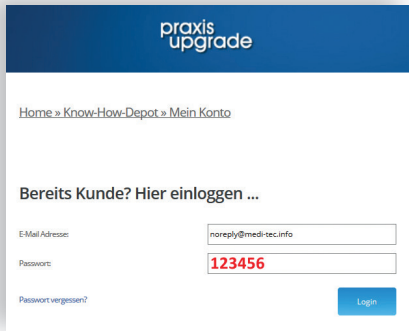 praxis
upgrade
Home » Know-How-Depot » Mein Konto
Bereits Kunde? Hier einloggen ...
E-Mail Adresse: noreply@medi-tec.info
Passwort: 123456
Passwort vergessen? Login